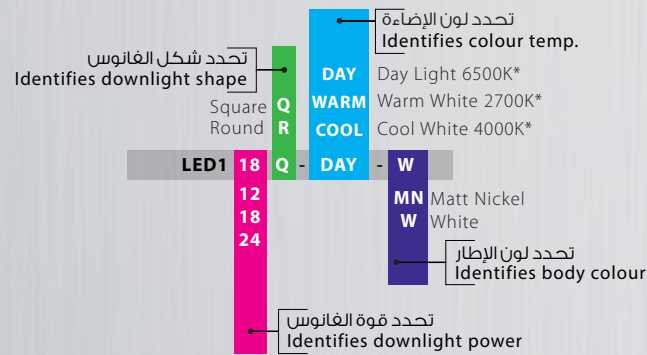 تحدد لون الإضاءة
Identifies colour temp.
تحدد شكل الفانوس
Identifies downlight shape
DAY Day Light 6500K*
Square Q WARM Warm White 2700K*
Round R COOL Cool White 4000K*
LED1 18 Q - DAY - W
12 MN Matt Nickel
18 W White
24
تحدد لون الإطار
Identifies body colour
تحدد قوة الفانوس
Identifies downlight power